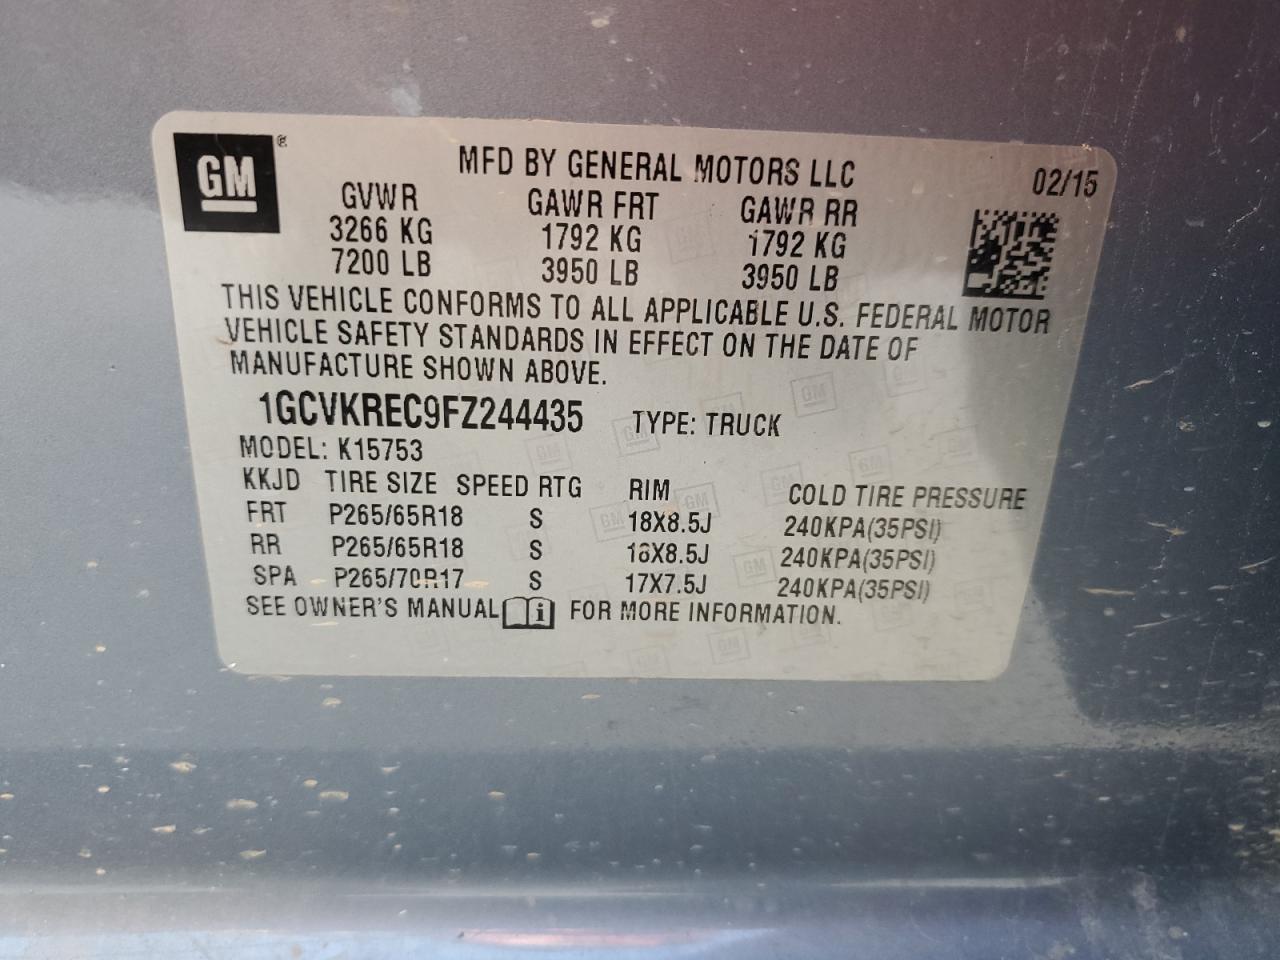 GM ®
MFD BY GENERAL MOTORS LLC 02/15
GVWR GAWR FRT GAWR RR
3266 KG 1792 KG 1792 KG
7200 LB 3950 LB 3950 LB
THIS VEHICLE CONFORMS TO ALL APPLICABLE U.S. FEDERAL MOTOR
VEHICLE SAFETY STANDARDS IN EFFECT ON THE DATE OF
MANUFACTURE SHOWN ABOVE.
1GCVKREC9FZ244435 TYPE: TRUCK
MODEL: K15753
KKJD TIRE SIZE SPEED RTG RIM COLD TIRE PRESSURE
FRT P265/65R18 S 18X8.5J 240KPA(35PSI)
RR P265/65R18 S 18X8.5J 240KPA(35PSI)
SPA P265/70R17 S 17X7.5J 240KPA(35PSI)
SEE OWNER'S MANUAL i FOR MORE INFORMATION.